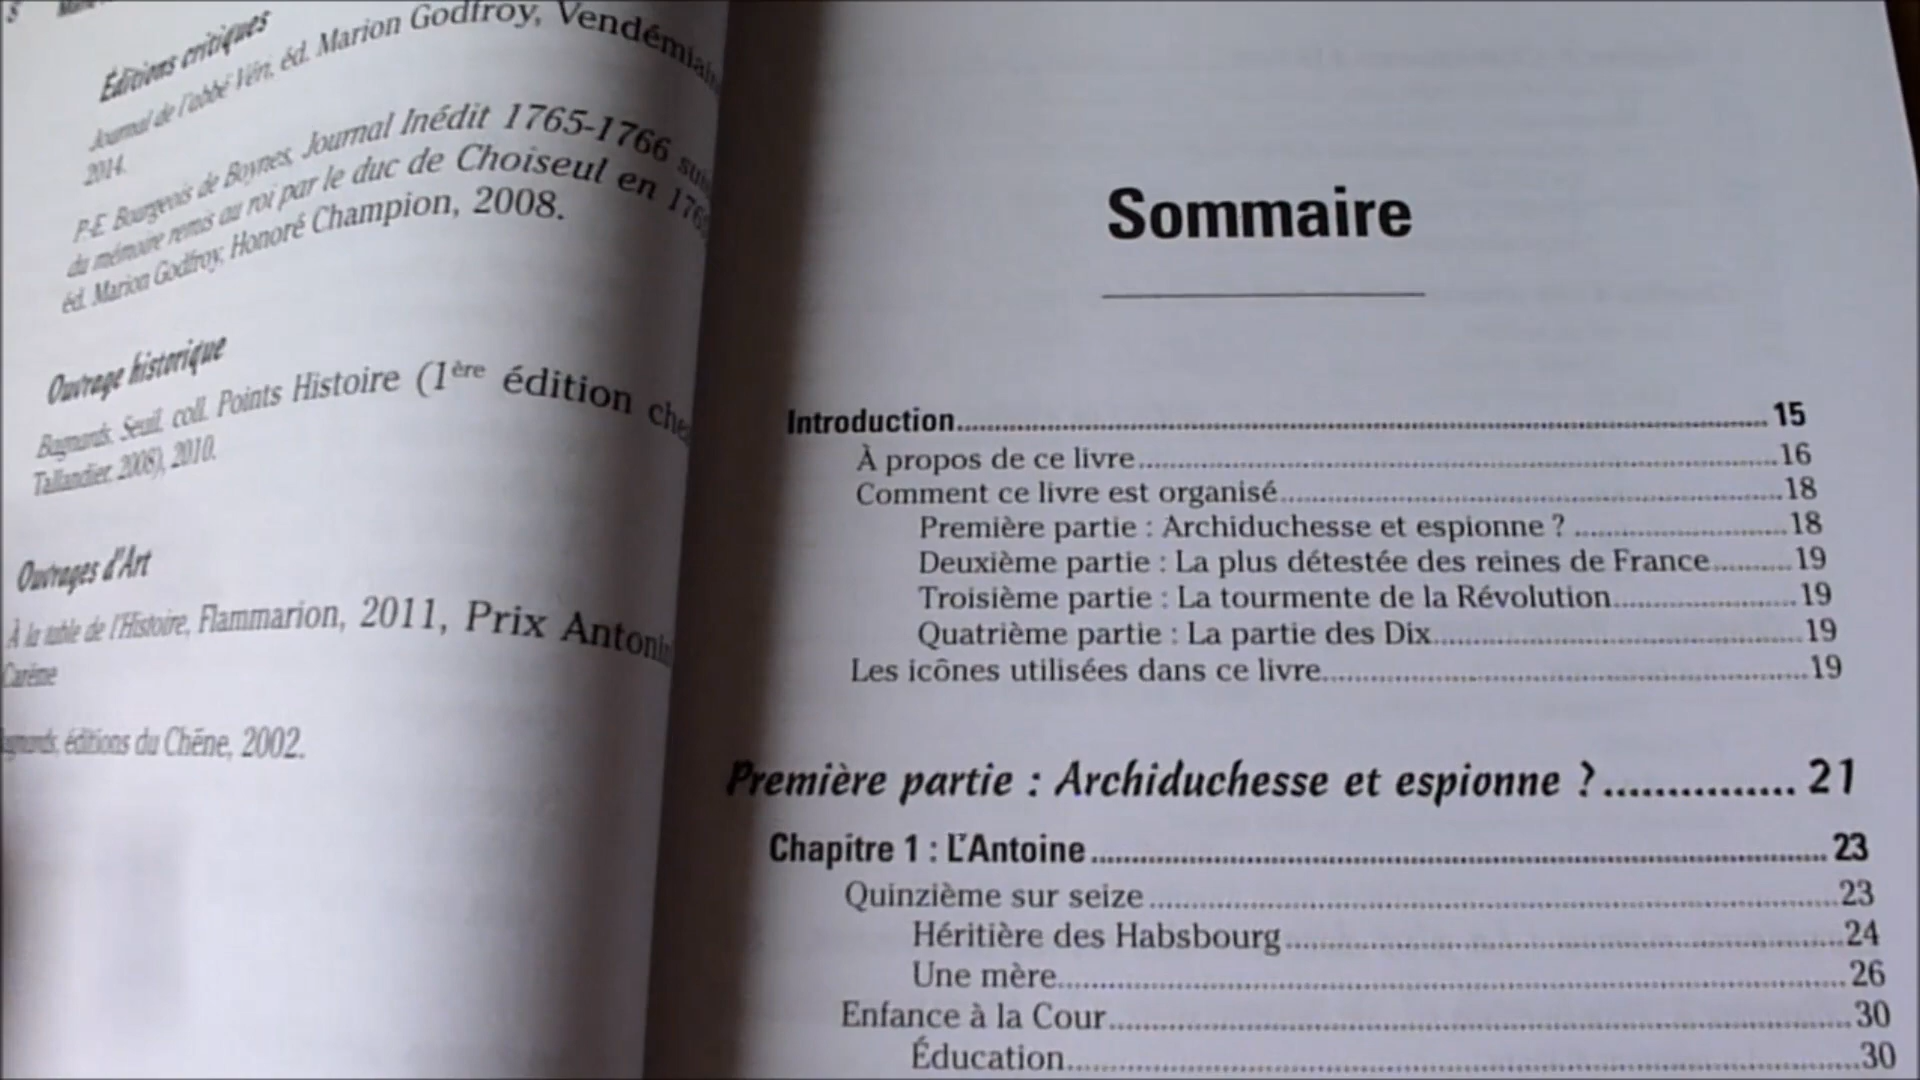 Éditions critiques
Journal de l'abbé Véri, éd. Marion Godfroy, Vendémiaire
2014.
P.-E. Bourgeois de Boynes, Journal Inédit 1765-1766
du mémoire remis au roi par le duc de Choiseul en
éd. Marion Godfroy, Honoré Champion, 2008.
Ouvrage historique
Bagnards, Seuil, coll. Points Histoire (1ère édition
Tallandier, 2008), 2010.
Ouvrages d'Art
À la table de l'Histoire, Flammarion, 2011, Prix
Carême
éditions du Chêne, 2002.
Sommaire
Introduction 15
À propos de ce livre 16
Comment ce livre est organisé 18
Première partie : Archiduchesse et espionne ? 18
Deuxième partie : La plus détestée des reines de France 19
Troisième partie : La tourmente de la Révolution 19
Quatrième partie : La partie des Dix 19
Les icônes utilisées dans ce livre 19
Première partie : Archiduchesse et espionne ? 21
Chapitre 1 : L'Antoine 23
Quinzième sur seize 23
Héritière des Habsbourg 24
Une mère 26
Enfance à la Cour 30
Éducation 30